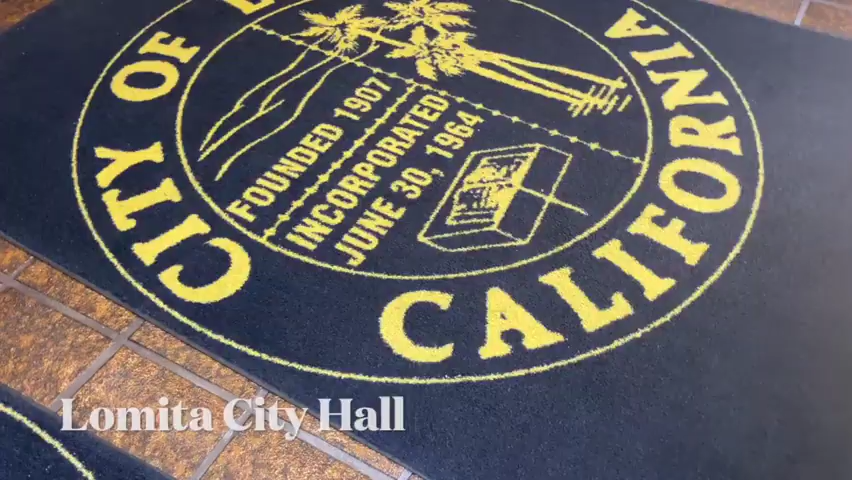 CITY OF L
CALIFORNIA
FOUNDED 1907
INCORPORATED
JUNE 30, 1964
Lomita City Hall